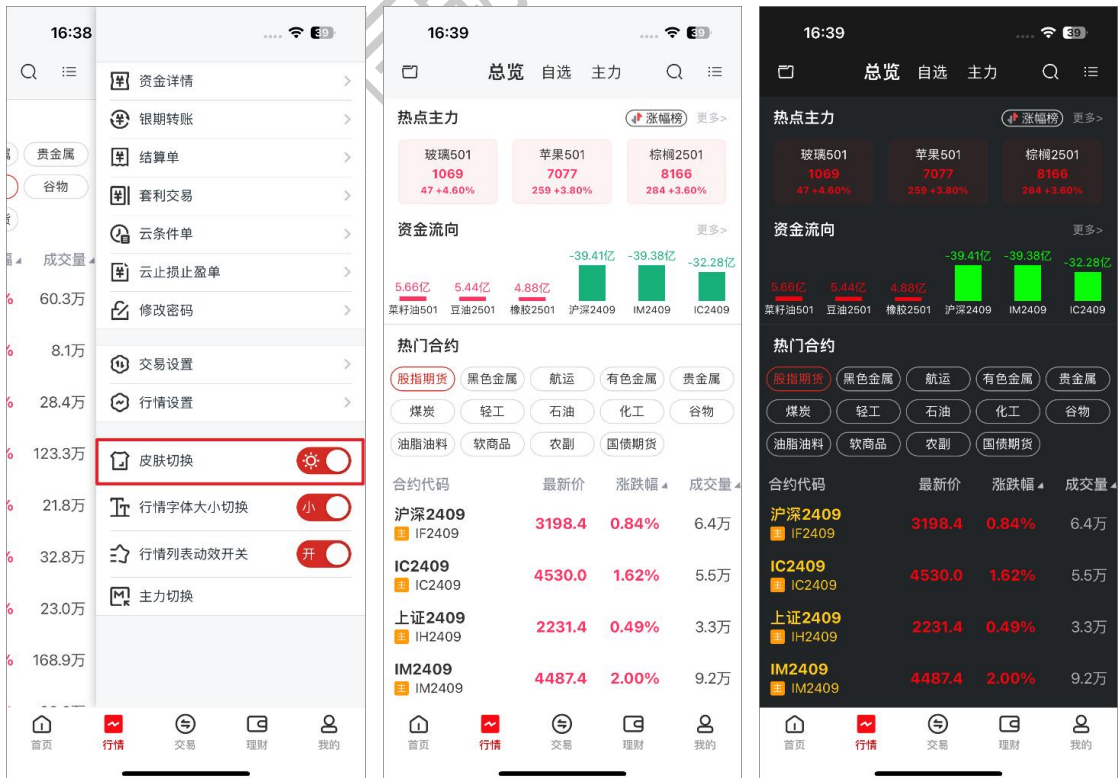 16:38
39
资金详情
银期转账
结算单
套利交易
云条件单
云止损止盈单
修改密码
交易设置
行情设置
皮肤切换
行情字体大小切换 小
行情列表动效开关 开
主力切换
贵金属
谷物
成交量
60.3万
8.1万
28.4万
123.3万
21.8万
32.8万
23.0万
168.9万
首页 行情 交易 理财 我的
16:39
39
总览 自选 主力
热点主力 涨幅榜 更多>
玻璃501 苹果501 棕榈2501
1069 7077 8166
47 +4.60% 259 +3.80% 284 +3.60%
资金流向 更多>
5.66亿 5.44亿 4.88亿 -39.41亿 -39.38亿 -32.28亿
菜籽油501 豆油2501 橡胶2501 沪深2409 IM2409 IC2409
热门合约
股指期货 黑色金属 航运 有色金属 贵金属
煤炭 轻工 石油 化工 谷物
油脂油料 软商品 农副 国债期货
合约代码 最新价 涨跌幅 成交量
沪深2409
主 IF2409 3198.4 0.84% 6.4万
IC2409
主 IC2409 4530.0 1.62% 5.5万
上证2409
主 IH2409 2231.4 0.49% 3.3万
IM2409
主 IM2409 4487.4 2.00% 9.2万
首页 行情 交易 理财 我的
16:39
39
总览 自选 主力
热点主力 涨幅榜 更多>
玻璃501 苹果501 棕榈2501
1069 7077 8166
47 +4.60% 259 +3.80% 284 +3.60%
资金流向 更多>
5.66亿 5.44亿 4.88亿 -39.41亿 -39.38亿 -32.28亿
菜籽油501 豆油2501 橡胶2501 沪深2409 IM2409 IC2409
热门合约
股指期货 黑色金属 航运 有色金属 贵金属
煤炭 轻工 石油 化工 谷物
油脂油料 软商品 农副 国债期货
合约代码 最新价 涨跌幅 成交量
沪深2409
主 IF2409 3198.4 0.84% 6.4万
IC2409
主 IC2409 4530.0 1.62% 5.5万
上证2409
主 IH2409 2231.4 0.49% 3.3万
IM2409
主 IM2409 4487.4 2.00% 9.2万
首页 行情 交易 理财 我的